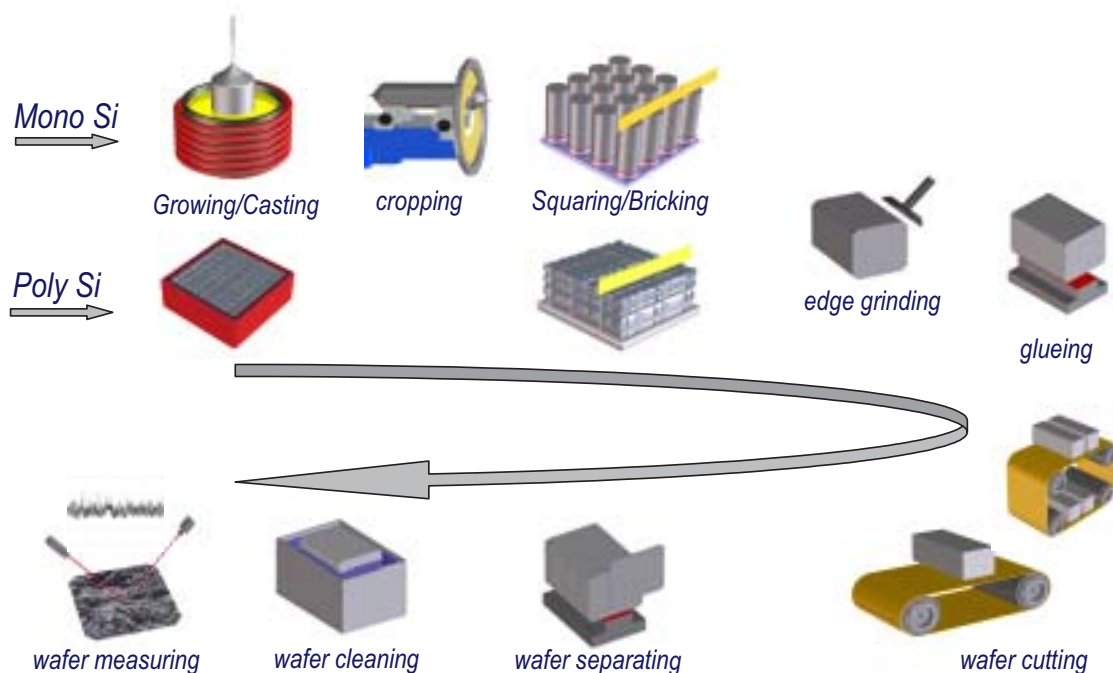 Mono Si
Growing/Casting
cropping
Squaring/Bricking
Poly Si
edge grinding
glueing
wafer measuring
wafer cleaning
wafer separating
wafer cutting